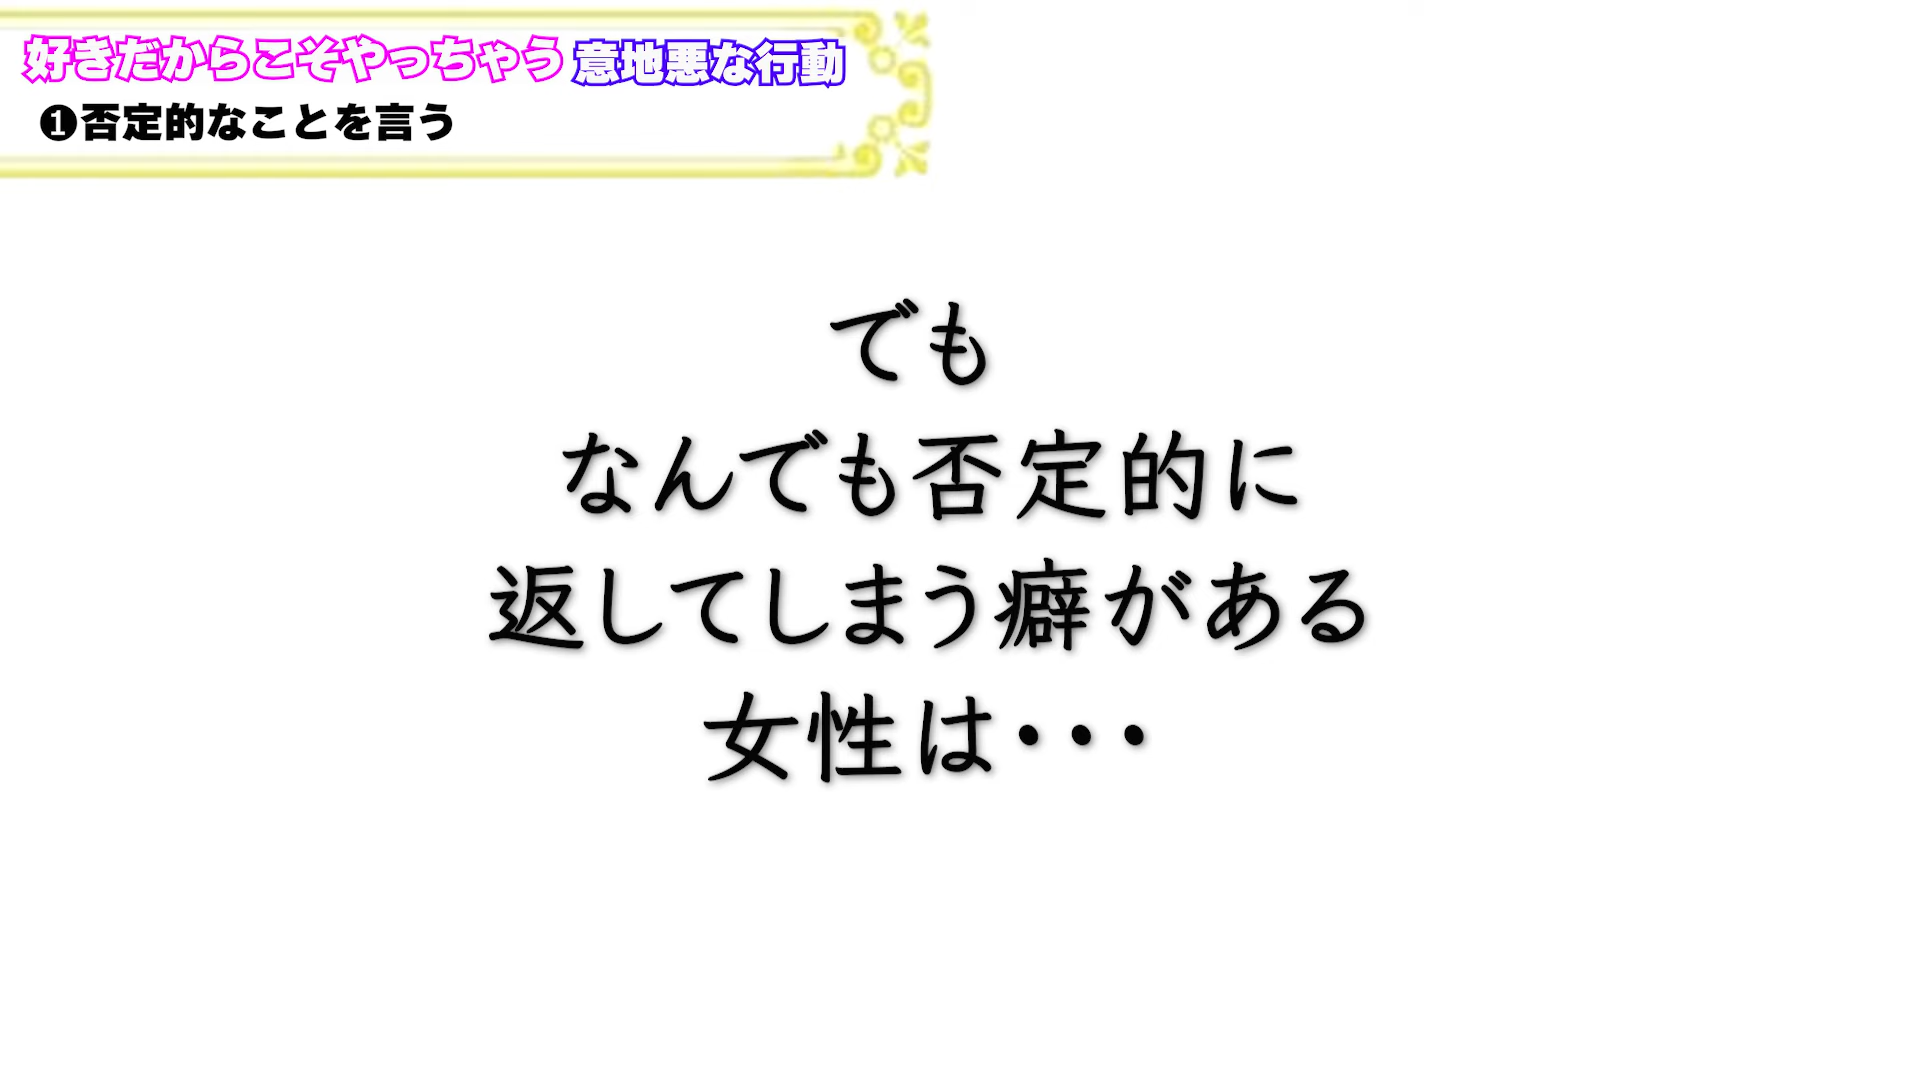 好きだからこそやっちゃう 意地悪な行動
❶否定的なことを言う
でも
なんでも否定的に
返してしまう癖がある
女性は・・・